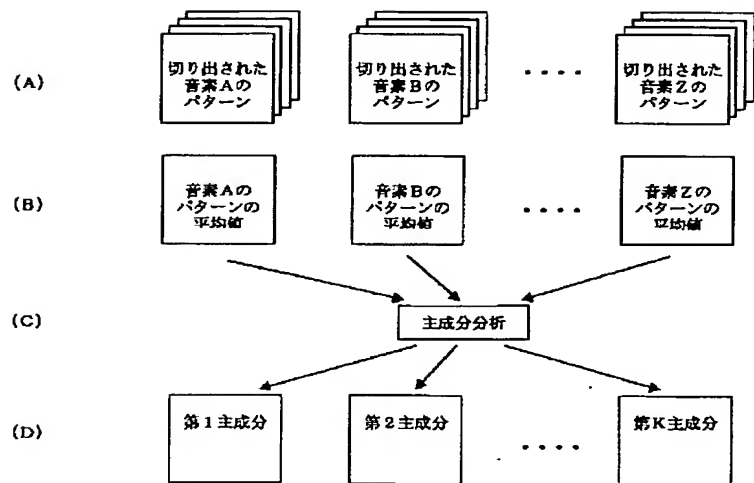 (A)
切り出された
音素Aの
パターン
切り出された
音素Bの
パターン
・・・・
切り出された
音素Zの
パターン
(B)
音素Aの
パターンの
平均値
音素Bの
パターンの
平均値
・・・・
音素Zの
パターンの
平均値
(C)
主成分分析
(D)
第1主成分
第2主成分
・・・・
第K主成分